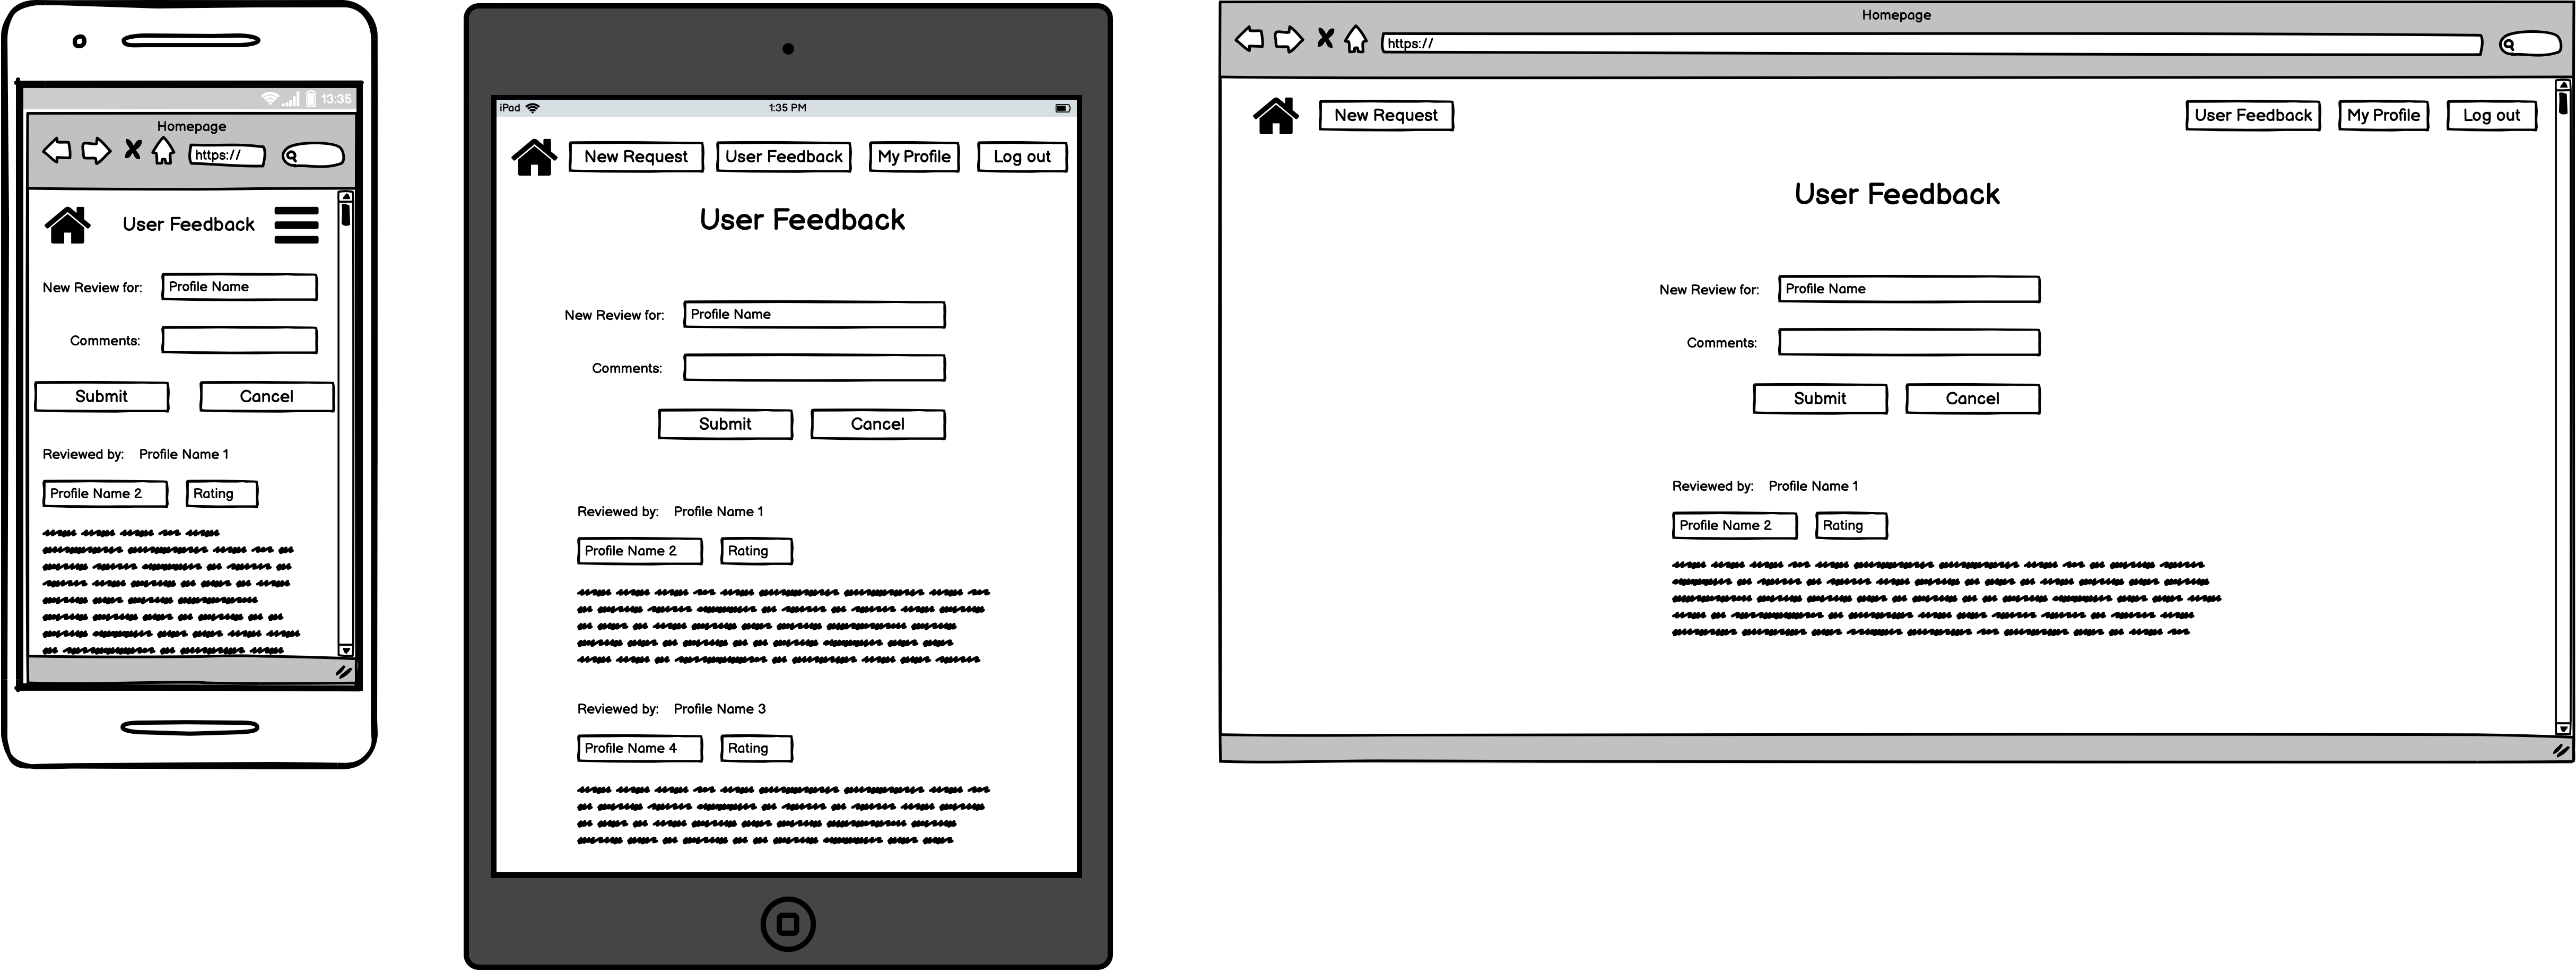 13:35
Homepage
https://
User Feedback
New Review for: Profile Name
Comments:
Submit Cancel
Reviewed by: Profile Name 1
Profile Name 2 Rating
iPad 1:35 PM
New Request User Feedback My Profile Log out
User Feedback
New Review for: Profile Name
Comments:
Submit Cancel
Reviewed by: Profile Name 1
Profile Name 2 Rating
Reviewed by: Profile Name 3
Profile Name 4 Rating
Homepage
https://
New Request User Feedback My Profile Log out
User Feedback
New Review for: Profile Name
Comments:
Submit Cancel
Reviewed by: Profile Name 1
Profile Name 2 Rating